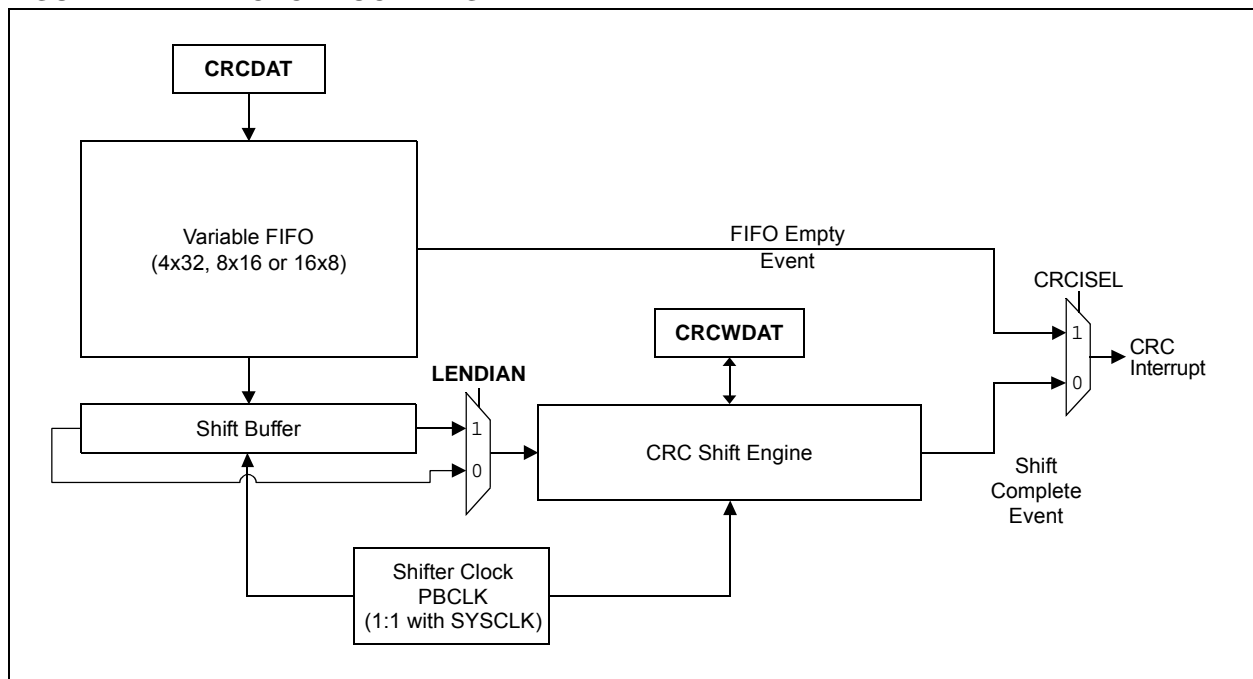 CRCDAT
Variable FIFO
(4x32, 8x16 or 16x8)
FIFO Empty
Event
CRCISEL
1
0
CRC
Interrupt
CRCWDAT
LENDIAN
Shift Buffer
1
0
CRC Shift Engine
Shift
Complete
Event
Shifter Clock
PBCLK
(1:1 with SYSCLK)